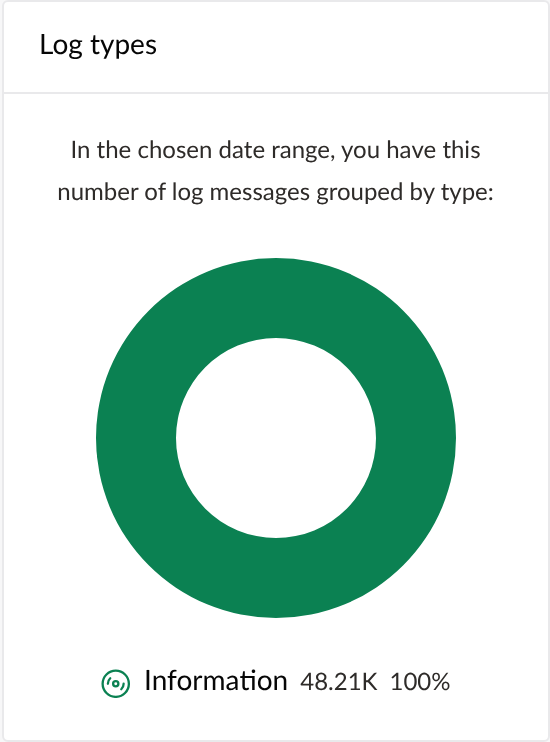 Log types
In the chosen date range, you have this
number of log messages grouped by type:
Information 48.21K 100%